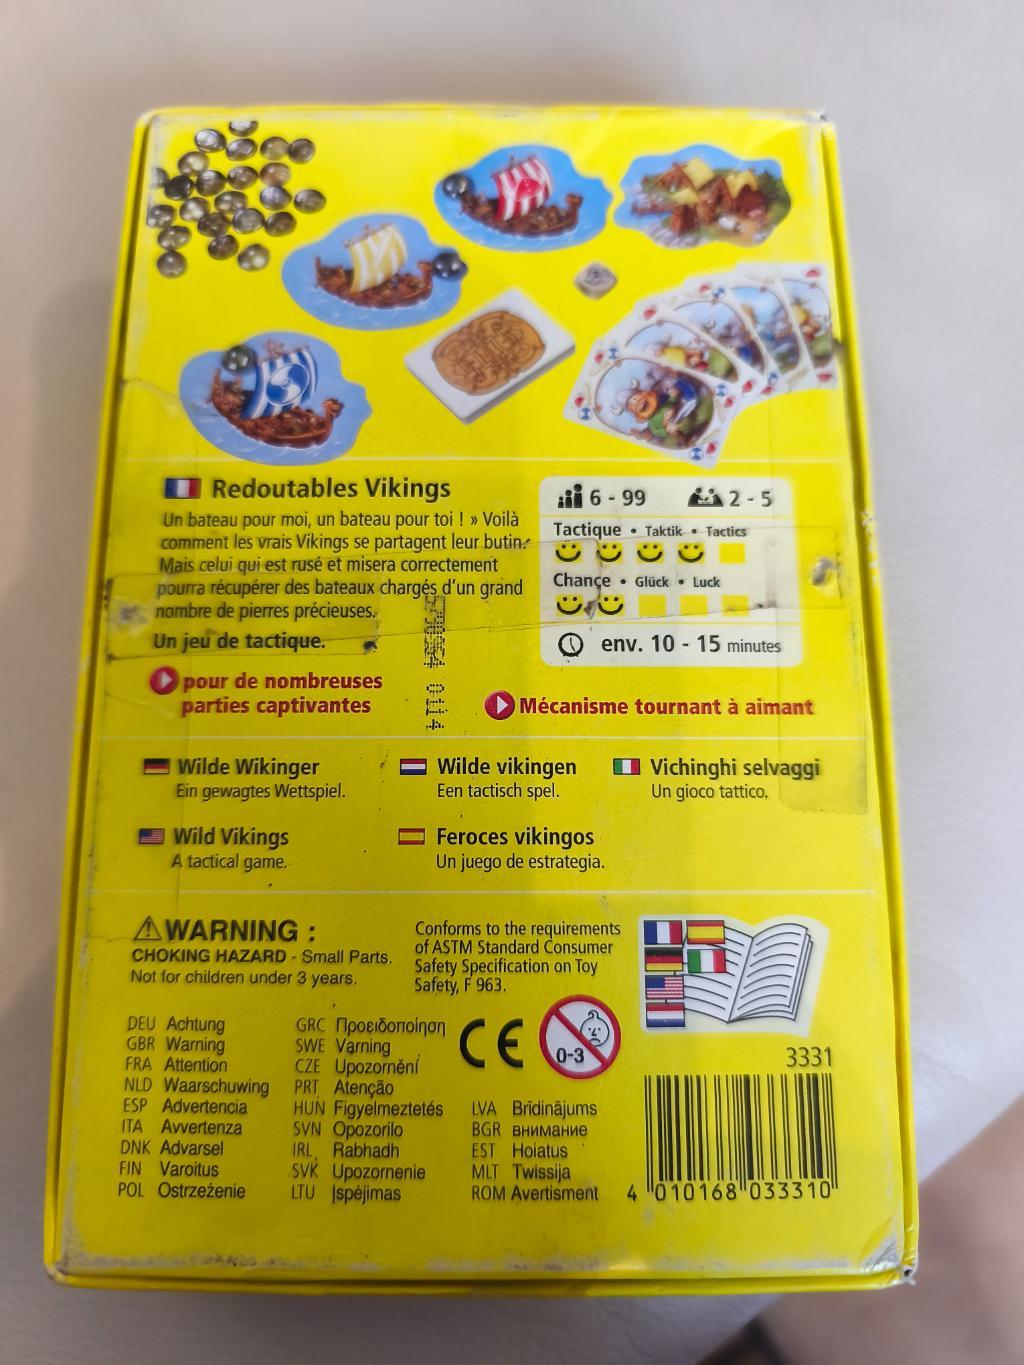 Redoutables Vikings
Un bateau pour moi, un bateau pour toi ! » Voilà
comment les vrais Vikings se partagent leur butin.
Mais celui qui est rusé et misera correctement
pourra récupérer des bateaux chargés d'un grand
nombre de pierres précieuses.
Un jeu de tactique.
pour de nombreuses
parties captivantes
6 - 99 2 - 5
Tactique • Taktik • Tactics
Chance • Glück • Luck
env. 10 - 15 minutes
Mécanisme tournant à aimant
Wilde Wikinger
Ein gewagtes Wettspiel.
Wilde vikingen
Een tactisch spel.
Vichinghi selvaggi
Un gioco tattico.
Wild Vikings
A tactical game.
Feroces vikingos
Un juego de estrategia.
WARNING :
CHOKING HAZARD - Small Parts.
Not for children under 3 years.
Conforms to the requirements
of ASTM Standard Consumer
Safety Specification on Toy
Safety, F 963.
DEU Achtung
GBR Warning
FRA Attention
NLD Waarschuwing
ESP Advertencia
ITA Avvertenza
DNK Advarsel
FIN Varoitus
POL Ostrzeżenie
GRC Προειδοποίηση
SWE Varning
CZE Upozornění
PRT Atenção
HUN Figyelmeztetés
SVN Opozorilo
IRL Rabhadh
SVK Upozornenie
LTU Įspėjimas
CE
0-3
LVA Brīdinājums
BGR внимание
EST Hoiatus
MLT Twissija
ROM Avertisment
3331
4 010168 033310